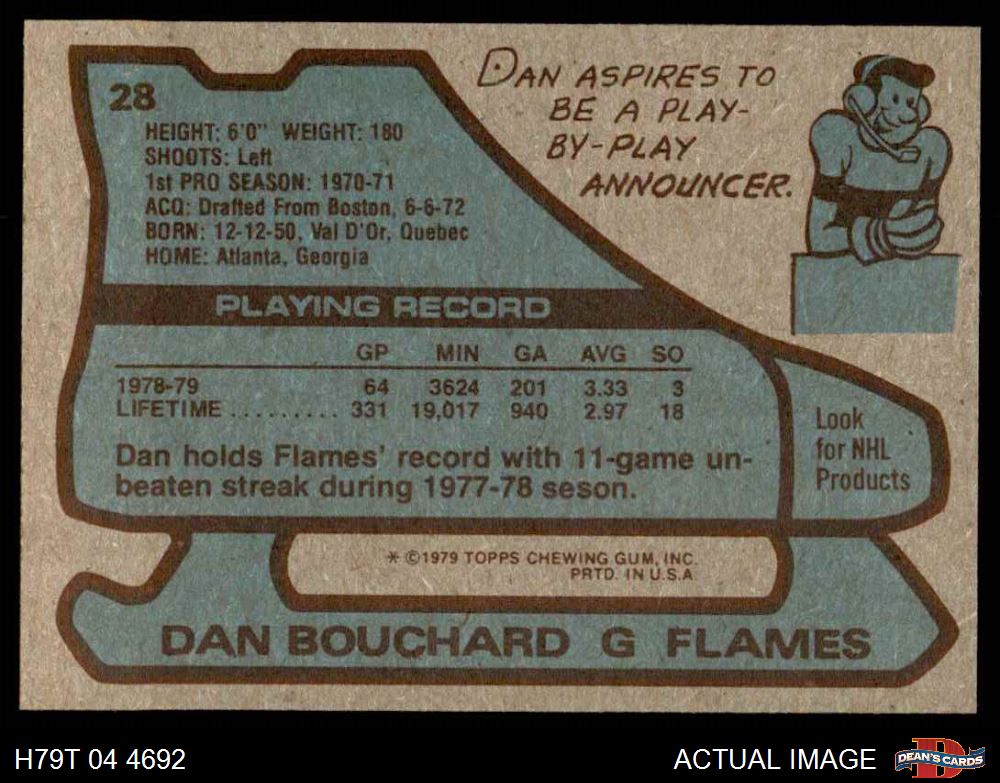 28
HEIGHT: 6'0" WEIGHT: 180
SHOOTS: Left
1st PRO SEASON: 1970-71
ACQ: Drafted From Boston, 6-6-72
BORN: 12-12-50, Val D'Or, Quebec
HOME: Atlanta, Georgia
DAN ASPIRES TO
BE A PLAY-
BY-PLAY
ANNOUNCER.
PLAYING RECORD
GP MIN GA AVG SO
1978-79 64 3624 201 3.33 3
LIFETIME .......... 331 19,017 940 2.97 18
Dan holds Flames' record with 11-game un-
beaten streak during 1977-78 seson.
Look
for NHL
Products
* ©1979 TOPPS CHEWING GUM, INC.
PRTD. IN U.S.A
DAN BOUCHARD G FLAMES
H79T 04 4692
ACTUAL IMAGE
D
DEAN'S CARDS